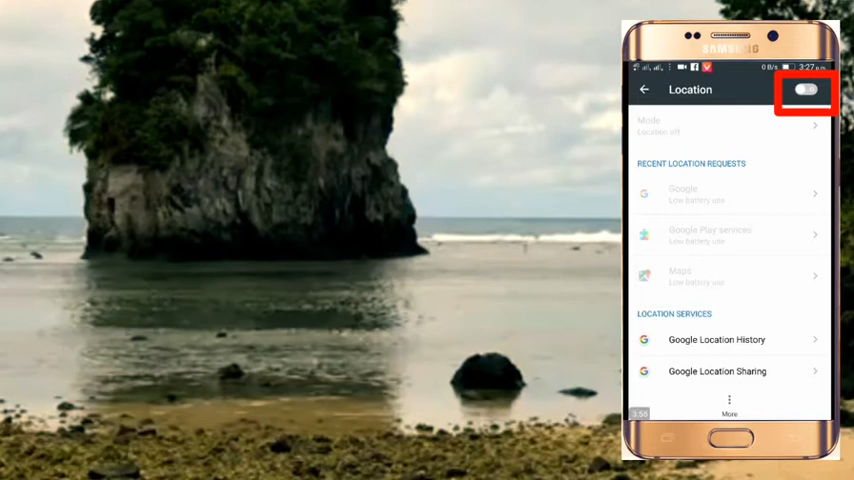 SAMSUNG
0 B/s 3:27 p.m.
Location
Mode
Location off
RECENT LOCATION REQUESTS
Google
Low battery use
Google Play services
Low battery use
Maps
Low battery use
LOCATION SERVICES
Google Location History
Google Location Sharing
3:55
More